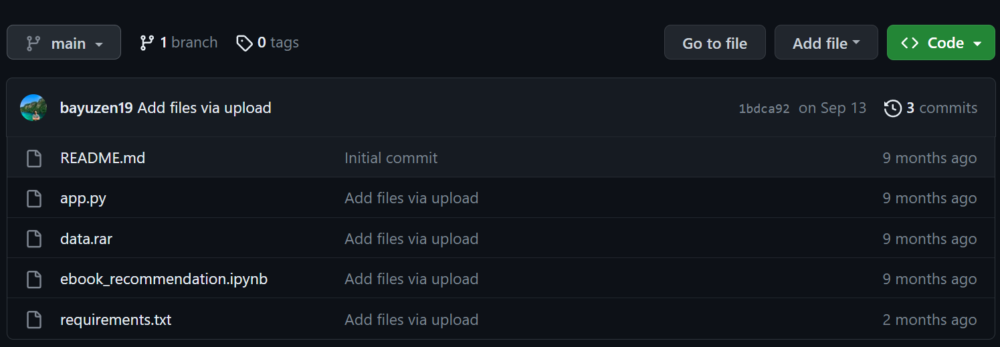 main 1 branch 0 tags Go to file Add file Code
bayuzen19 Add files via upload 1bdca92 on Sep 13 3 commits
README.md Initial commit 9 months ago
app.py Add files via upload 9 months ago
data.rar Add files via upload 9 months ago
ebook_recommendation.ipynb Add files via upload 9 months ago
requirements.txt Add files via upload 2 months ago